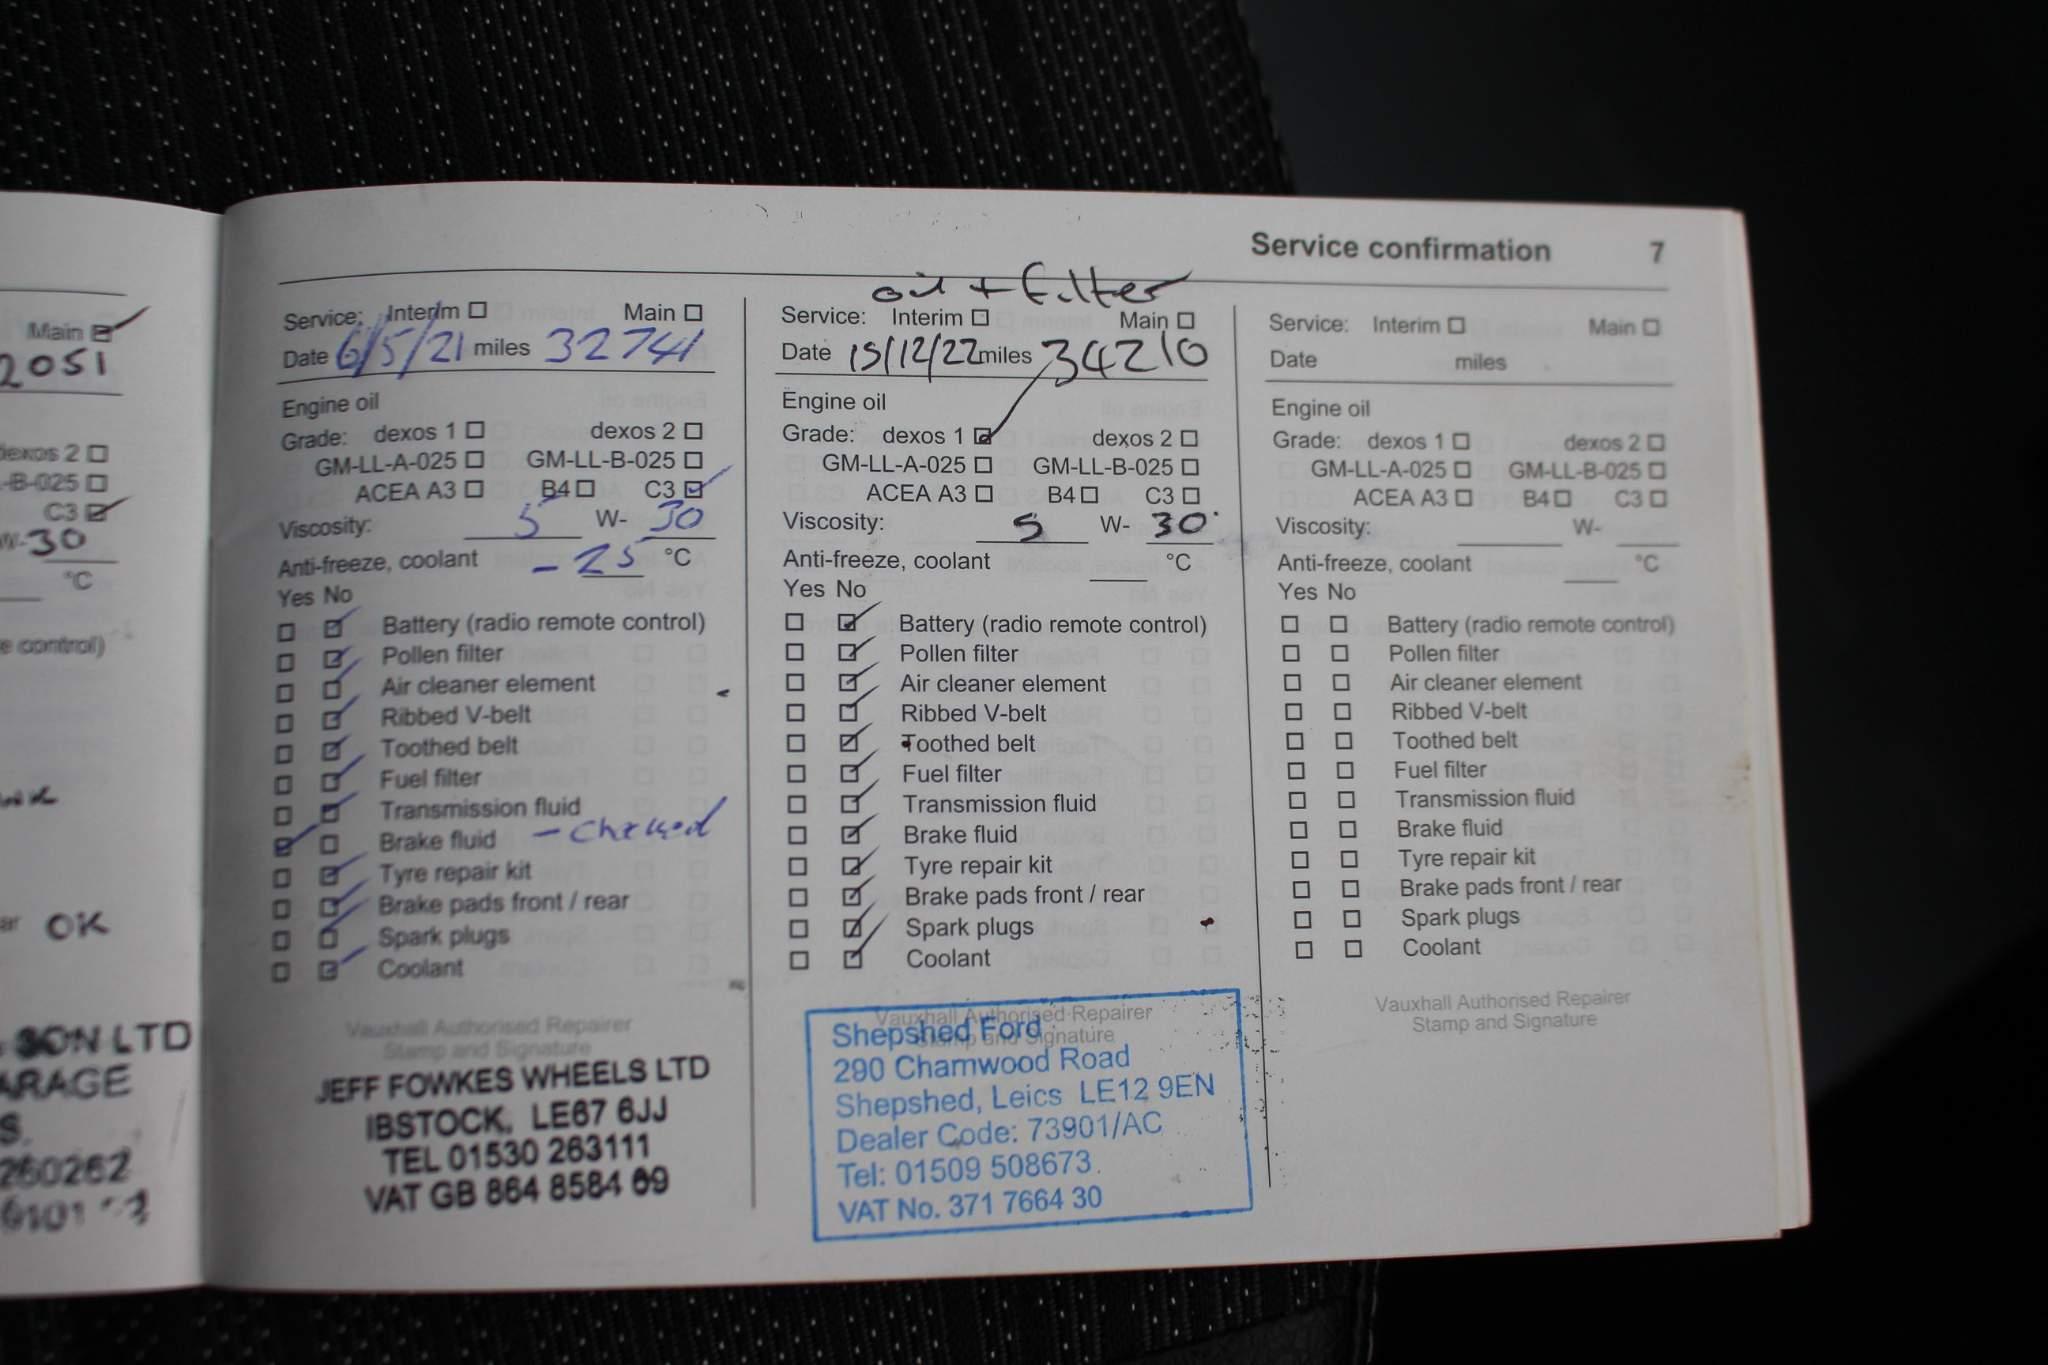 Main
2051
dexos 2
L-B-025
C3
W-30
°C
e control)
ar OK
SON LTD
ARAGE
S.
260262
Service confirmation 7
Service: Interim Main
Date 6/5/21 miles 32741
Engine oil
Grade: dexos 1 dexos 2
GM-LL-A-025 GM-LL-B-025
ACEA A3 B4 C3
Viscosity: 5 W- 30
Anti-freeze, coolant -25 °C
Yes No
Battery (radio remote control)
Pollen filter
Air cleaner element
Ribbed V-belt
Toothed belt
Fuel filter
Transmission fluid
Brake fluid - checked
Tyre repair kit
Brake pads front / rear
Spark plugs
Coolant
Vauxhall Authorised Repairer
Stamp and Signature
JEFF FOWKES WHEELS LTD
IBSTOCK, LE67 6JJ
TEL 01530 263111
VAT GB 864 8584 69
oil + filter
Service: Interim Main
Date 15/12/22 miles 34210
Engine oil
Grade: dexos 1 dexos 2
GM-LL-A-025 GM-LL-B-025
ACEA A3 B4 C3
Viscosity: 5 W- 30
Anti-freeze, coolant °C
Yes No
Battery (radio remote control)
Pollen filter
Air cleaner element
Ribbed V-belt
Toothed belt
Fuel filter
Transmission fluid
Brake fluid
Tyre repair kit
Brake pads front / rear
Spark plugs
Coolant
Vauxhall Authorised Repairer
Stamp and Signature
Shepshed Ford
290 Charnwood Road
Shepshed, Leics LE12 9EN
Dealer Code: 73901/AC
Tel: 01509 508673
VAT No. 371 7664 30
Service: Interim Main
Date miles
Engine oil
Grade: dexos 1 dexos 2
GM-LL-A-025 GM-LL-B-025
ACEA A3 B4 C3
Viscosity: W-
Anti-freeze, coolant °C
Yes No
Battery (radio remote control)
Pollen filter
Air cleaner element
Ribbed V-belt
Toothed belt
Fuel filter
Transmission fluid
Brake fluid
Tyre repair kit
Brake pads front / rear
Spark plugs
Coolant
Vauxhall Authorised Repairer
Stamp and Signature